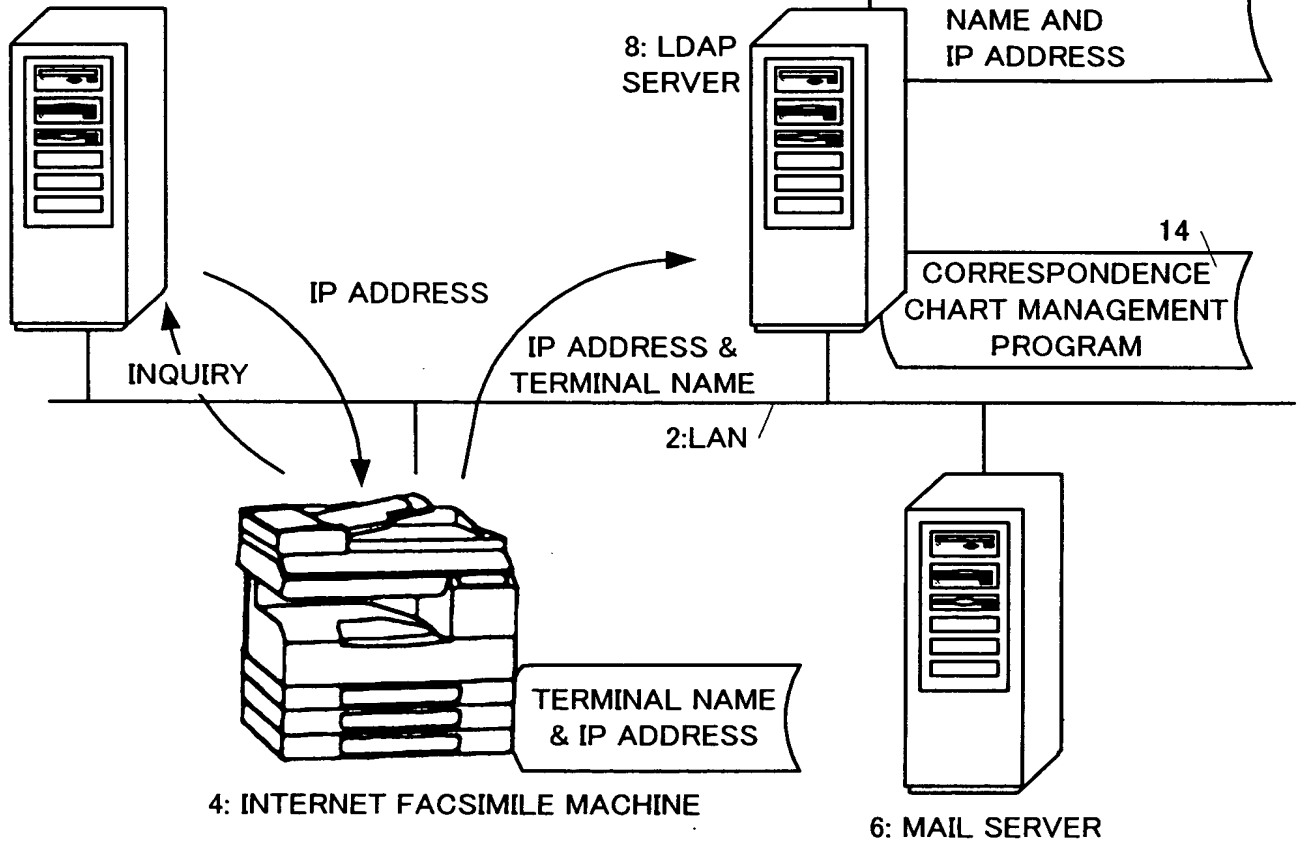 NAME AND
IP ADDRESS
8: LDAP
SERVER
14
CORRESPONDENCE
CHART MANAGEMENT
PROGRAM
IP ADDRESS
INQUIRY
IP ADDRESS &
TERMINAL NAME
2:LAN
TERMINAL NAME
& IP ADDRESS
4: INTERNET FACSIMILE MACHINE
6: MAIL SERVER